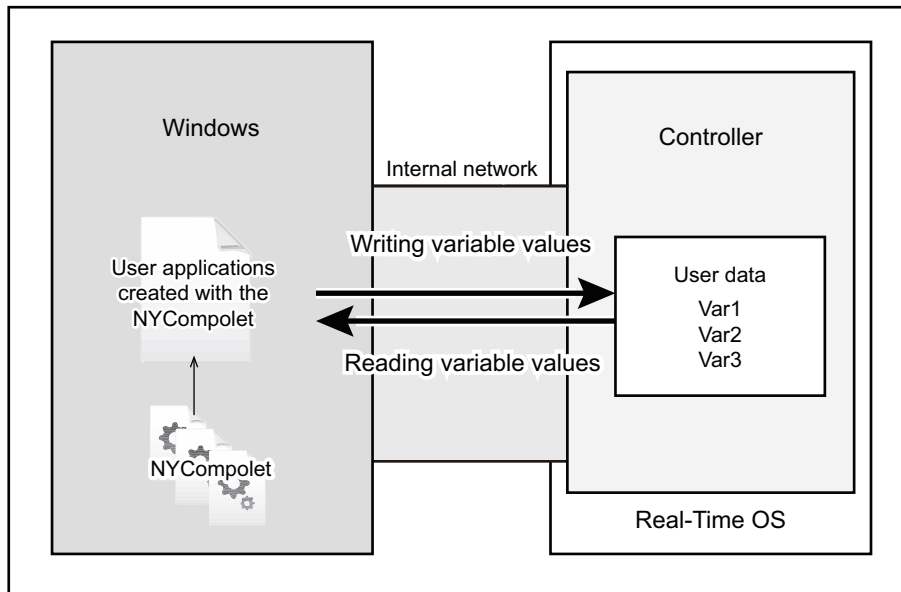 Windows
Controller
Internal network
Writing variable values
User applications
created with the
NYCompolet
User data
Var1
Var2
Var3
Reading variable values
NYCompolet
Real-Time OS